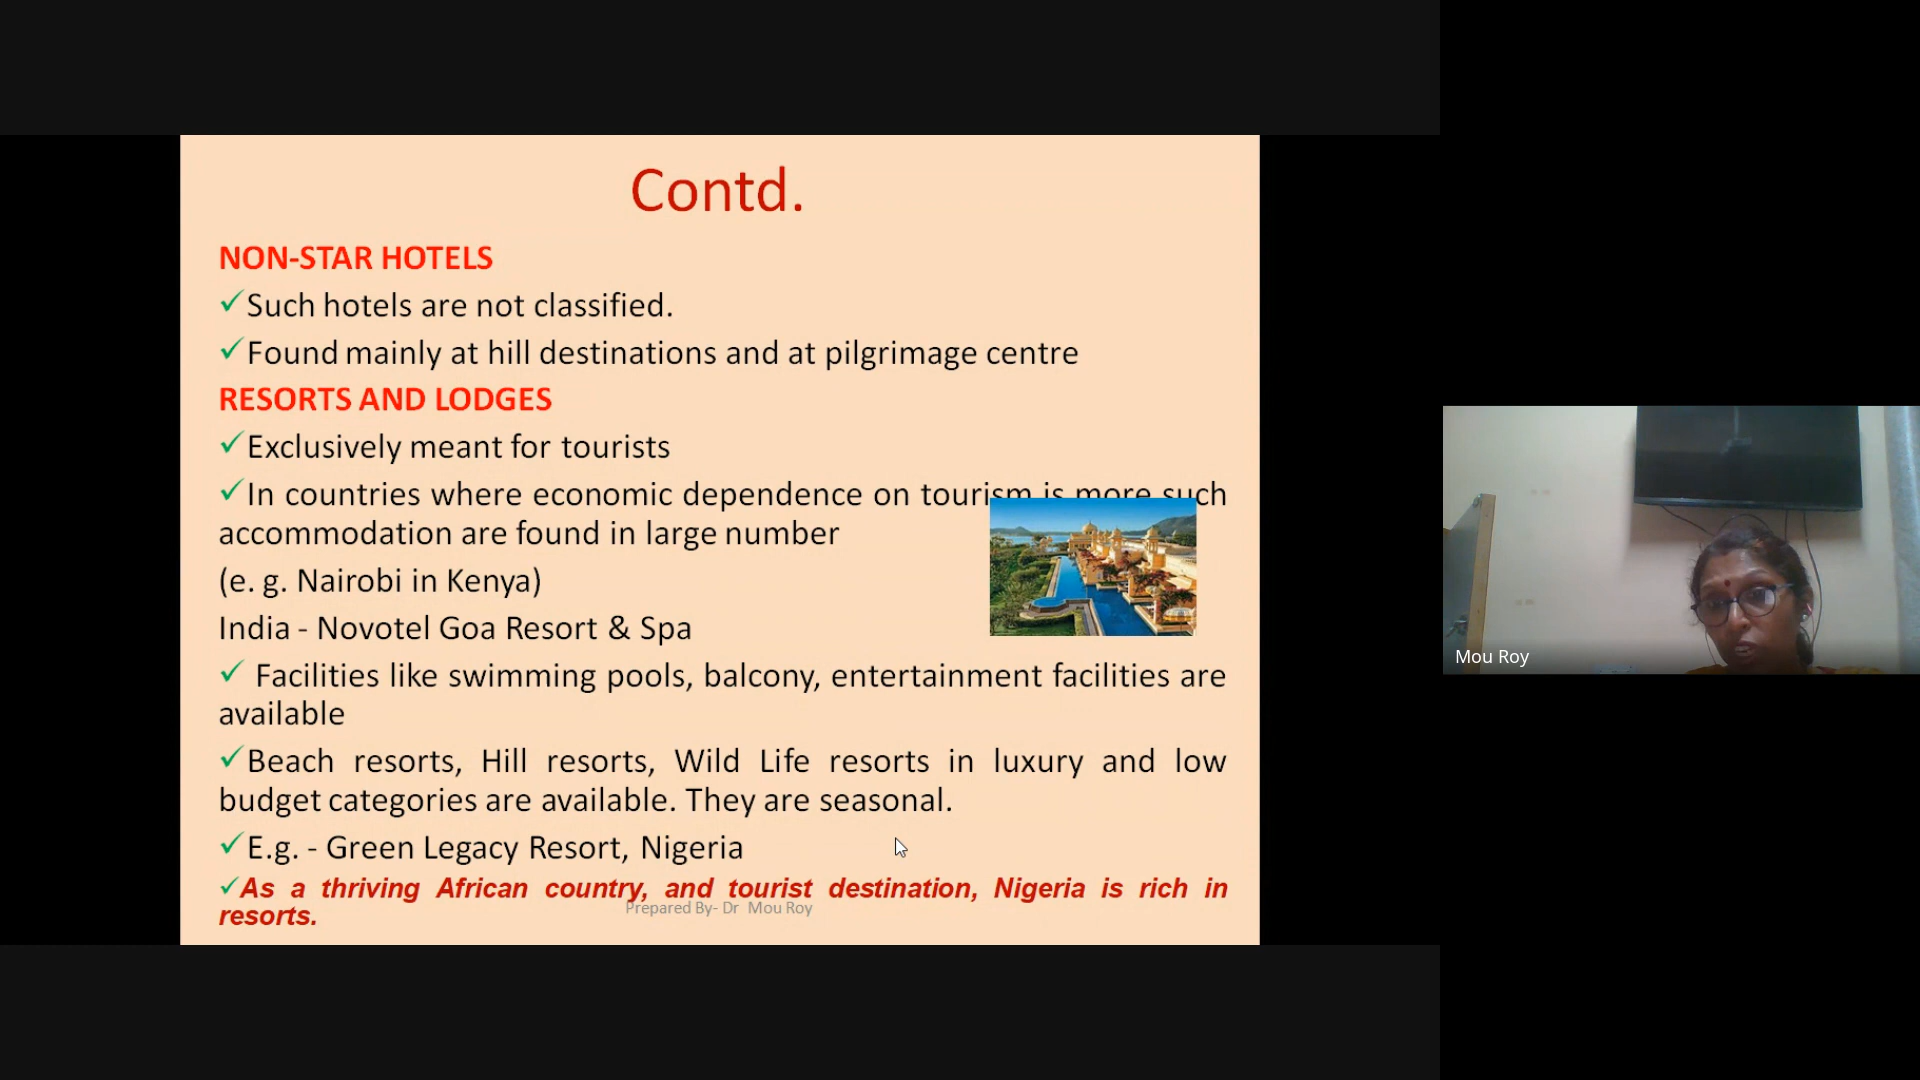 Contd.
NON-STAR HOTELS
✓Such hotels are not classified.
✓Found mainly at hill destinations and at pilgrimage centre
RESORTS AND LODGES
✓Exclusively meant for tourists
✓In countries where economic dependence on tourism is more such
accommodation are found in large number
(e. g. Nairobi in Kenya)
India - Novotel Goa Resort & Spa
✓ Facilities like swimming pools, balcony, entertainment facilities are
available
✓Beach resorts, Hill resorts, Wild Life resorts in luxury and low
budget categories are available. They are seasonal.
✓E.g. - Green Legacy Resort, Nigeria
✓As a thriving African country, and tourist destination, Nigeria is rich in
resorts.
Prepared By- Dr Mou Roy
Mou Roy